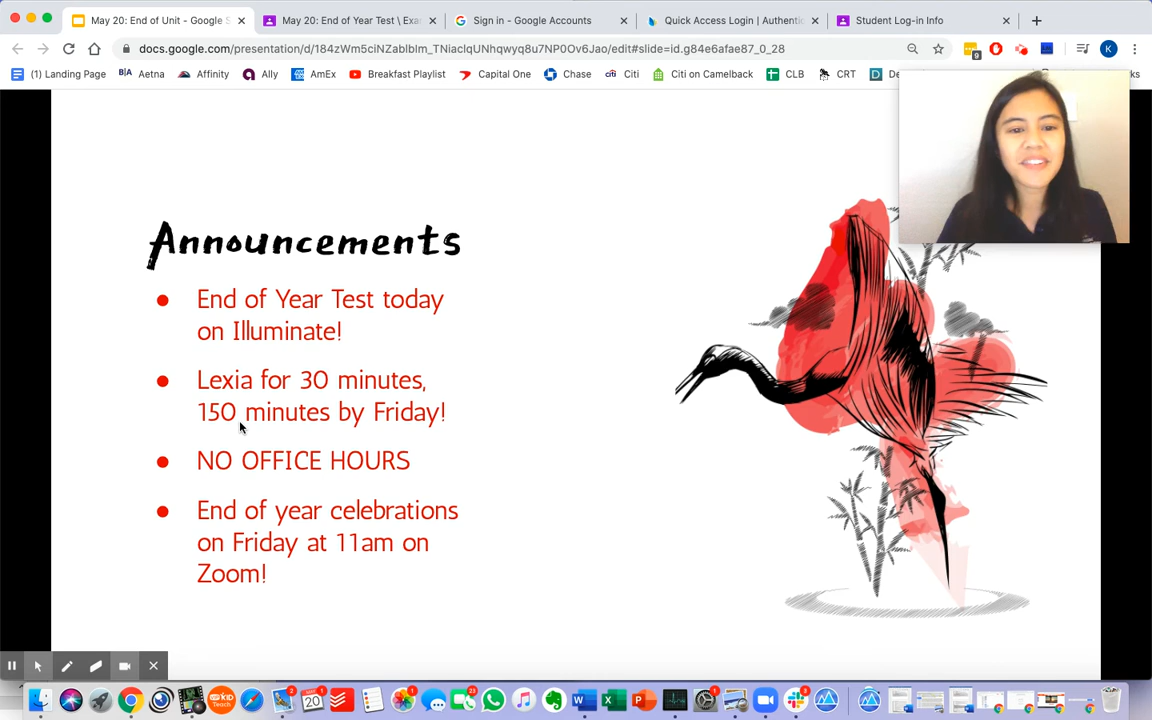 May 20: End of Unit - Google S
May 20: End of Year Test \ Exa
Sign in - Google Accounts
Quick Access Login | Authentic
Student Log-in Info
docs.google.com/presentation/d/184zWm5ciNZablblm_TNiaclqUNhqwyq8u7NP0Ov6Jao/edit#slide=id.g84e6afae87_0_28
9
K
(1) Landing Page
Aetna
Affinity
Ally
AmEx
Breakfast Playlist
Capital One
Chase
citi
Citi
Citi on Camelback
CLB
CRT
Announcements
● End of Year Test today
on Illuminate!
● Lexia for 30 minutes,
150 minutes by Friday!
● NO OFFICE HOURS
● End of year celebrations
on Friday at 11am on
Zoom!